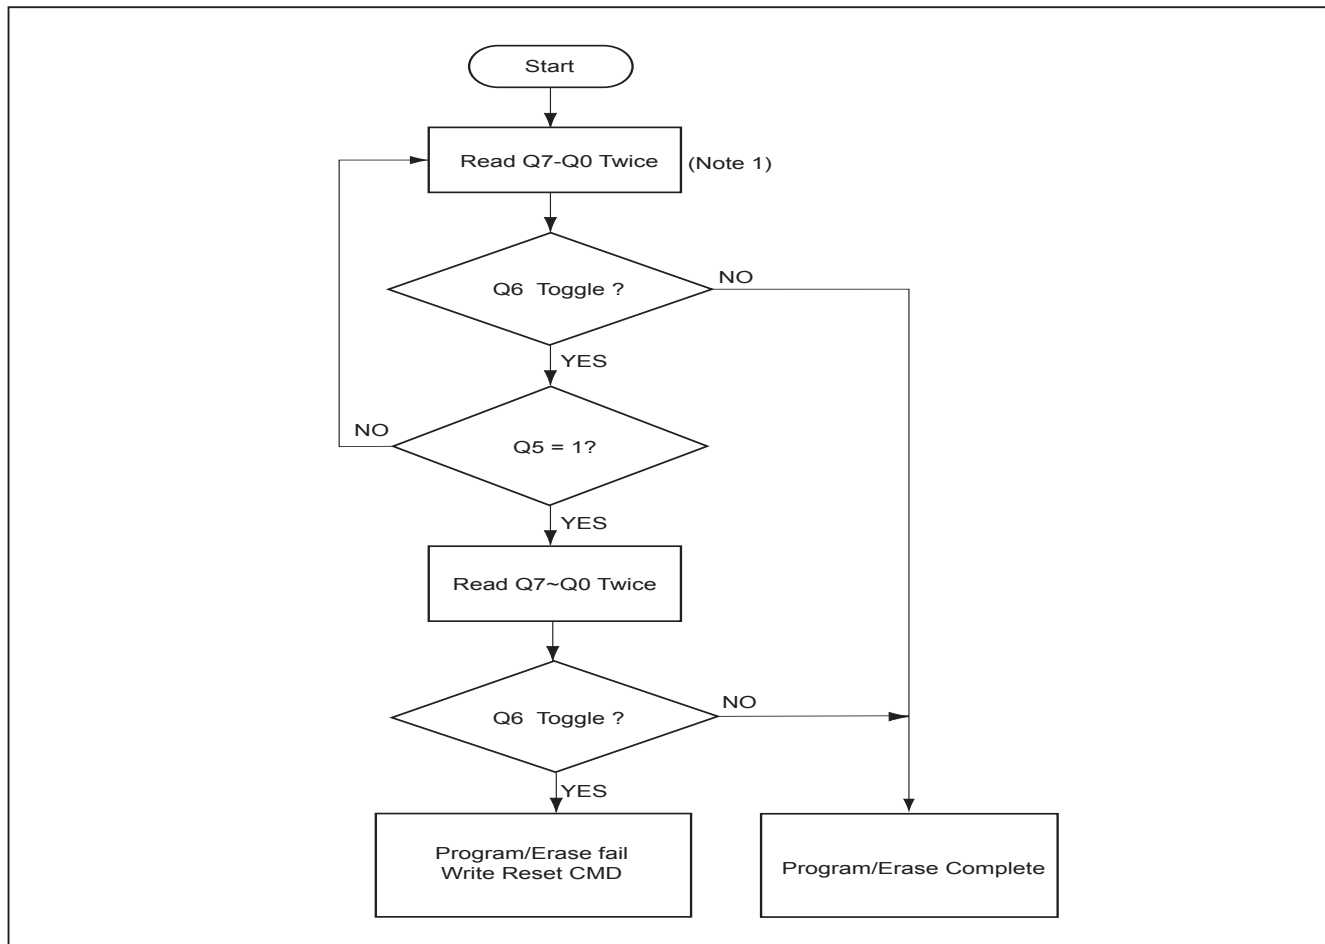 Start
Read Q7-Q0 Twice
(Note 1)
Q6 Toggle ?
NO
YES
NO
Q5 = 1?
YES
Read Q7~Q0 Twice
Q6 Toggle ?
NO
YES
Program/Erase fail
Write Reset CMD
Program/Erase Complete